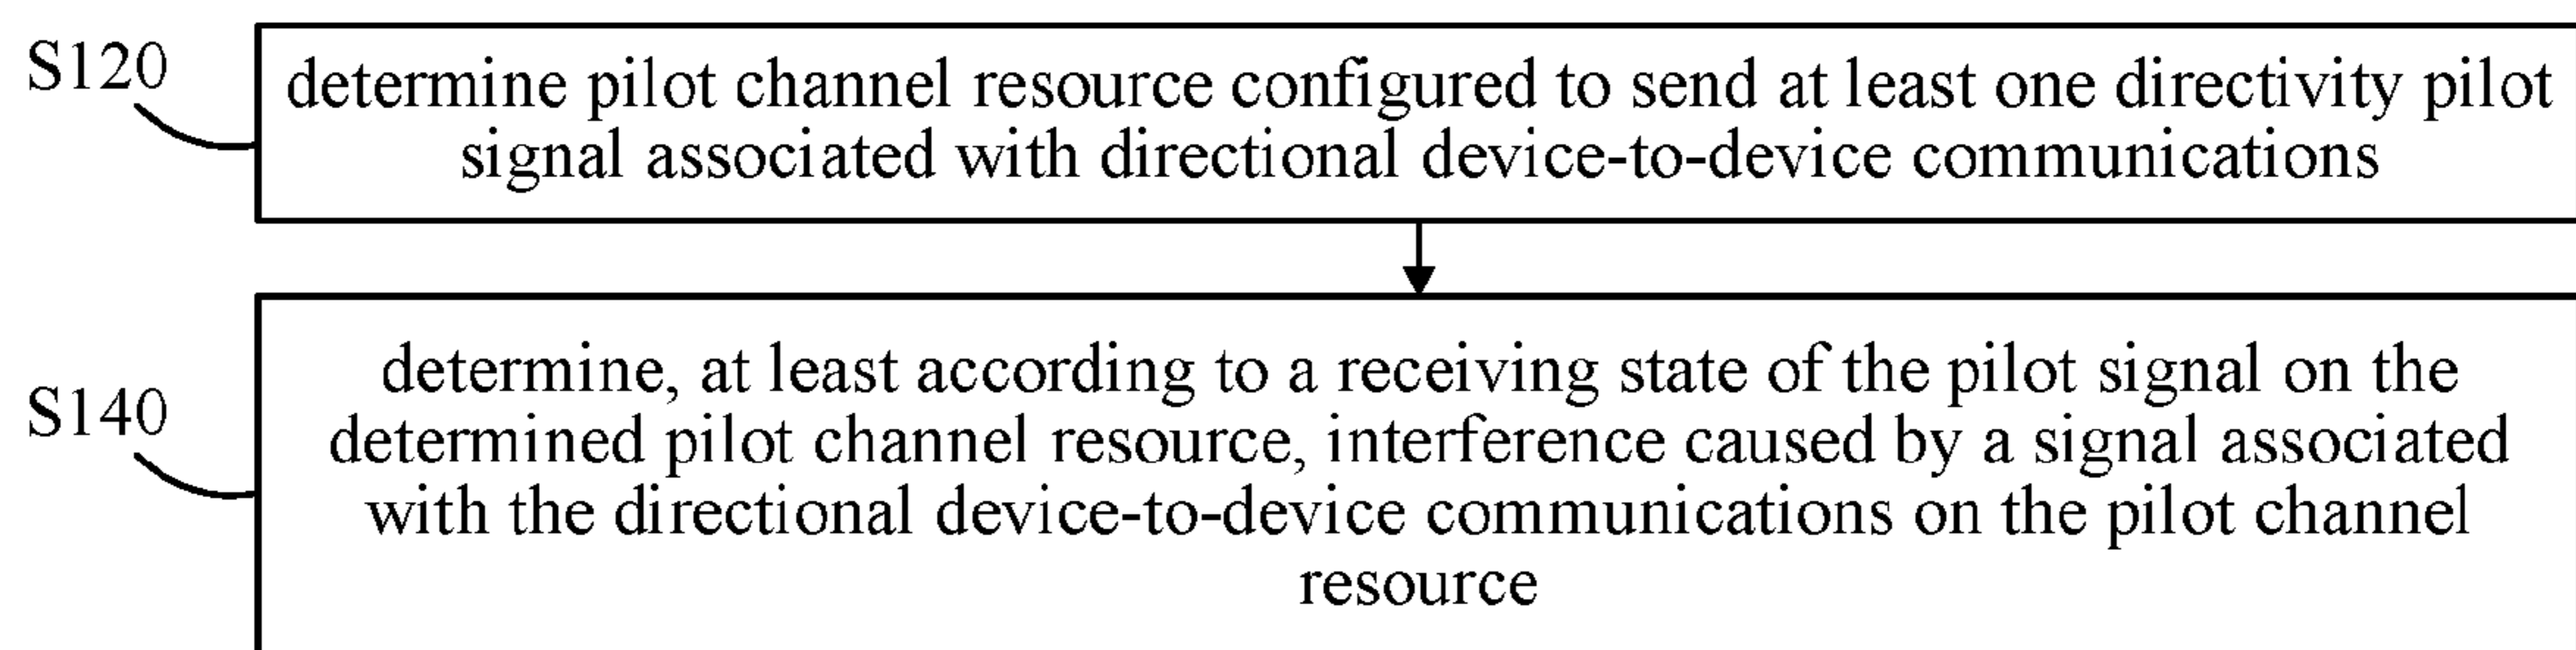 S120
determine pilot channel resource configured to send at least one directivity pilot
signal associated with directional device-to-device communications
S140
determine, at least according to a receiving state of the pilot signal on the
determined pilot channel resource, interference caused by a signal associated
with the directional device-to-device communications on the pilot channel
resource